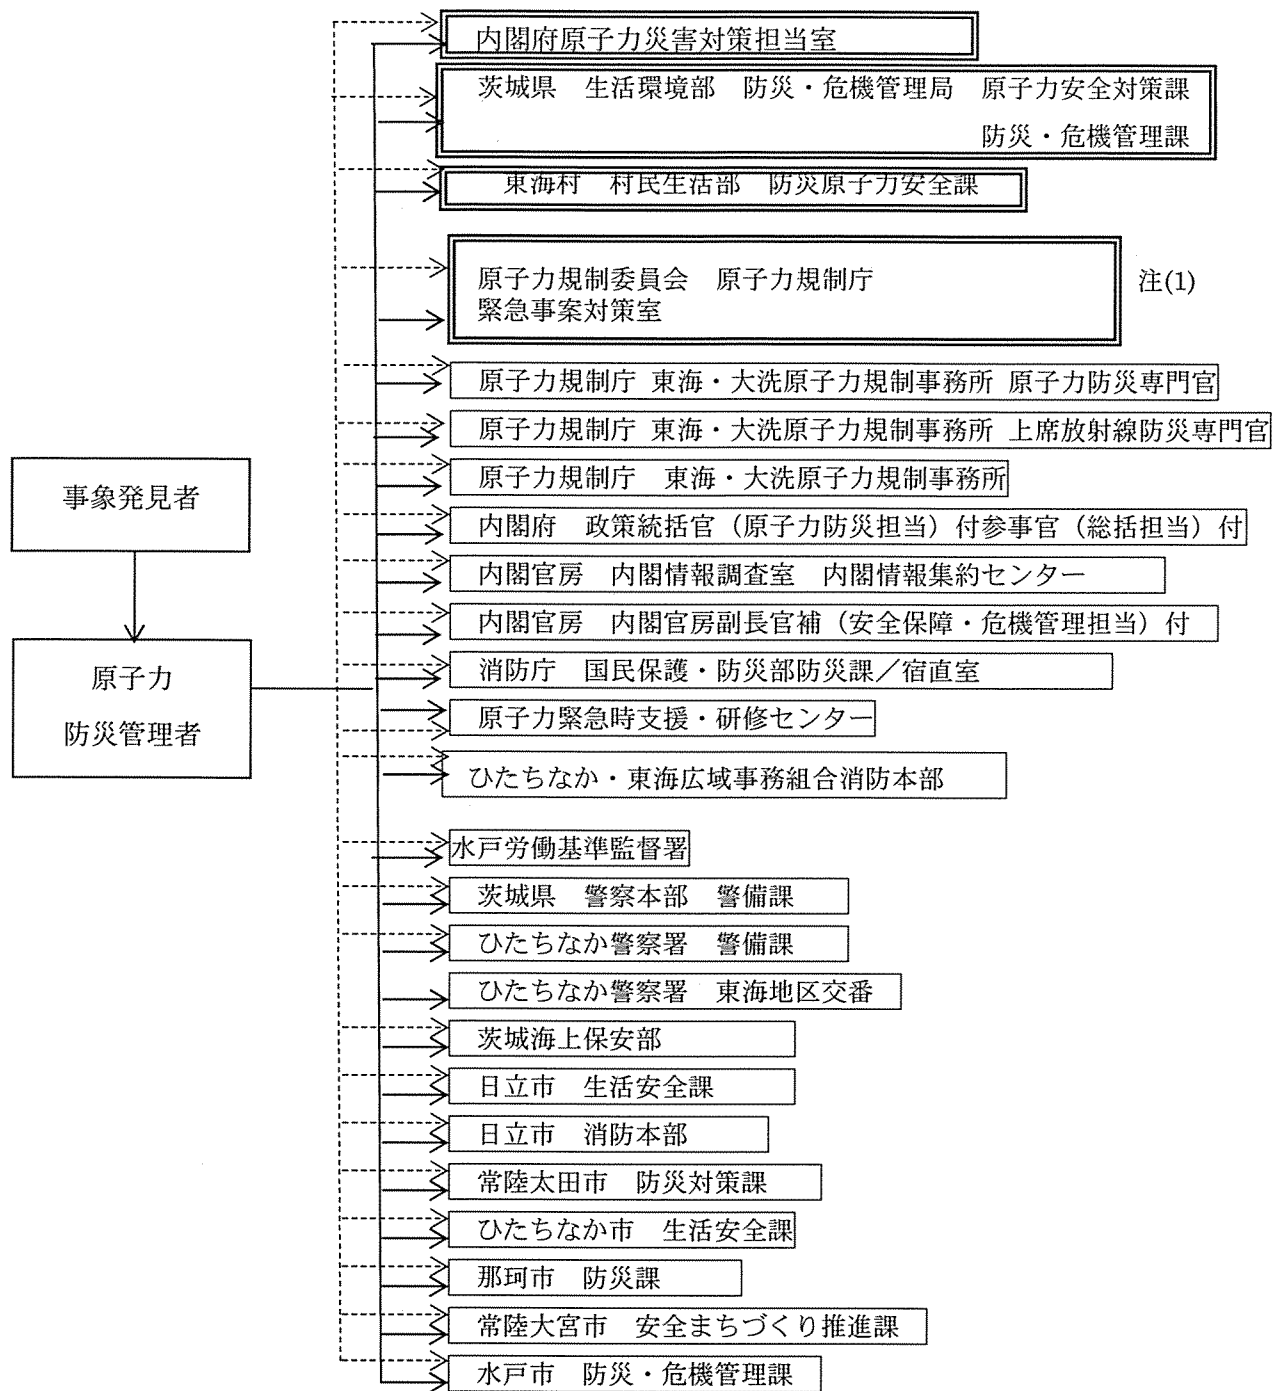 内閣府原子力災害対策担当室
茨城県　生活環境部　防災・危機管理局　原子力安全対策課
防災・危機管理課
東海村　村民生活部　防災原子力安全課
原子力規制委員会　原子力規制庁
緊急事案対策室
注(1)
原子力規制庁 東海・大洗原子力規制事務所 原子力防災専門官
原子力規制庁 東海・大洗原子力規制事務所 上席放射線防災専門官
原子力規制庁　東海・大洗原子力規制事務所
事象発見者
内閣府　政策統括官（原子力防災担当）付参事官（総括担当）付
内閣官房　内閣情報調査室　内閣情報集約センター
内閣官房　内閣官房副長官補（安全保障・危機管理担当）付
消防庁　国民保護・防災部防災課／宿直室
原子力
防災管理者
原子力緊急時支援・研修センター
ひたちなか・東海広域事務組合消防本部
水戸労働基準監督署
茨城県　警察本部　警備課
ひたちなか警察署　警備課
ひたちなか警察署　東海地区交番
茨城海上保安部
日立市　生活安全課
日立市　消防本部
常陸太田市　防災対策課
ひたちなか市　生活安全課
那珂市　防災課
常陸大宮市　安全まちづくり推進課
水戸市　防災・危機管理課